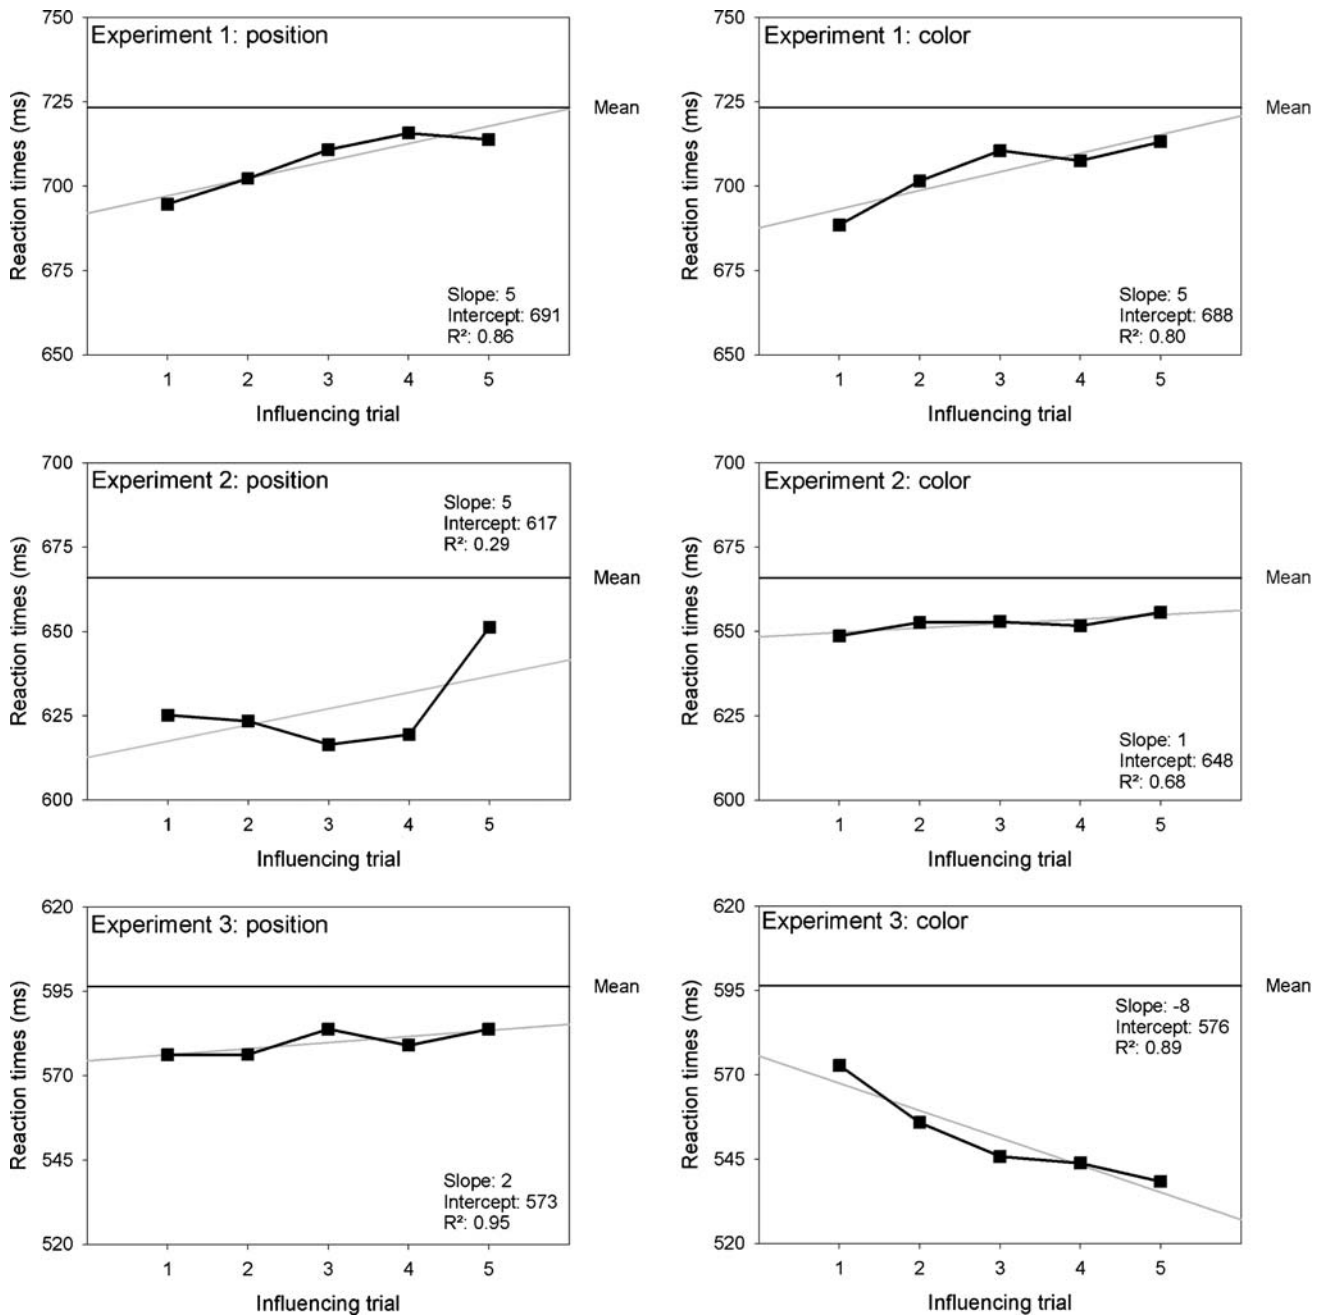 Experiment 1: position
Reaction times (ms)
750
725
700
675
650
Mean
Slope: 5
Intercept: 691
R²: 0.86
1 2 3 4 5
Influencing trial
Experiment 1: color
Reaction times (ms)
750
725
700
675
650
Mean
Slope: 5
Intercept: 688
R²: 0.80
1 2 3 4 5
Influencing trial
Experiment 2: position
Reaction times (ms)
700
675
650
625
600
Slope: 5
Intercept: 617
R²: 0.29
Mean
1 2 3 4 5
Influencing trial
Experiment 2: color
Reaction times (ms)
700
675
650
625
600
Mean
Slope: 1
Intercept: 648
R²: 0.68
1 2 3 4 5
Influencing trial
Experiment 3: position
Reaction times (ms)
620
595
570
545
520
Mean
Slope: 2
Intercept: 573
R²: 0.95
1 2 3 4 5
Influencing trial
Experiment 3: color
Reaction times (ms)
620
595
570
545
520
Mean
Slope: -8
Intercept: 576
R²: 0.89
1 2 3 4 5
Influencing trial